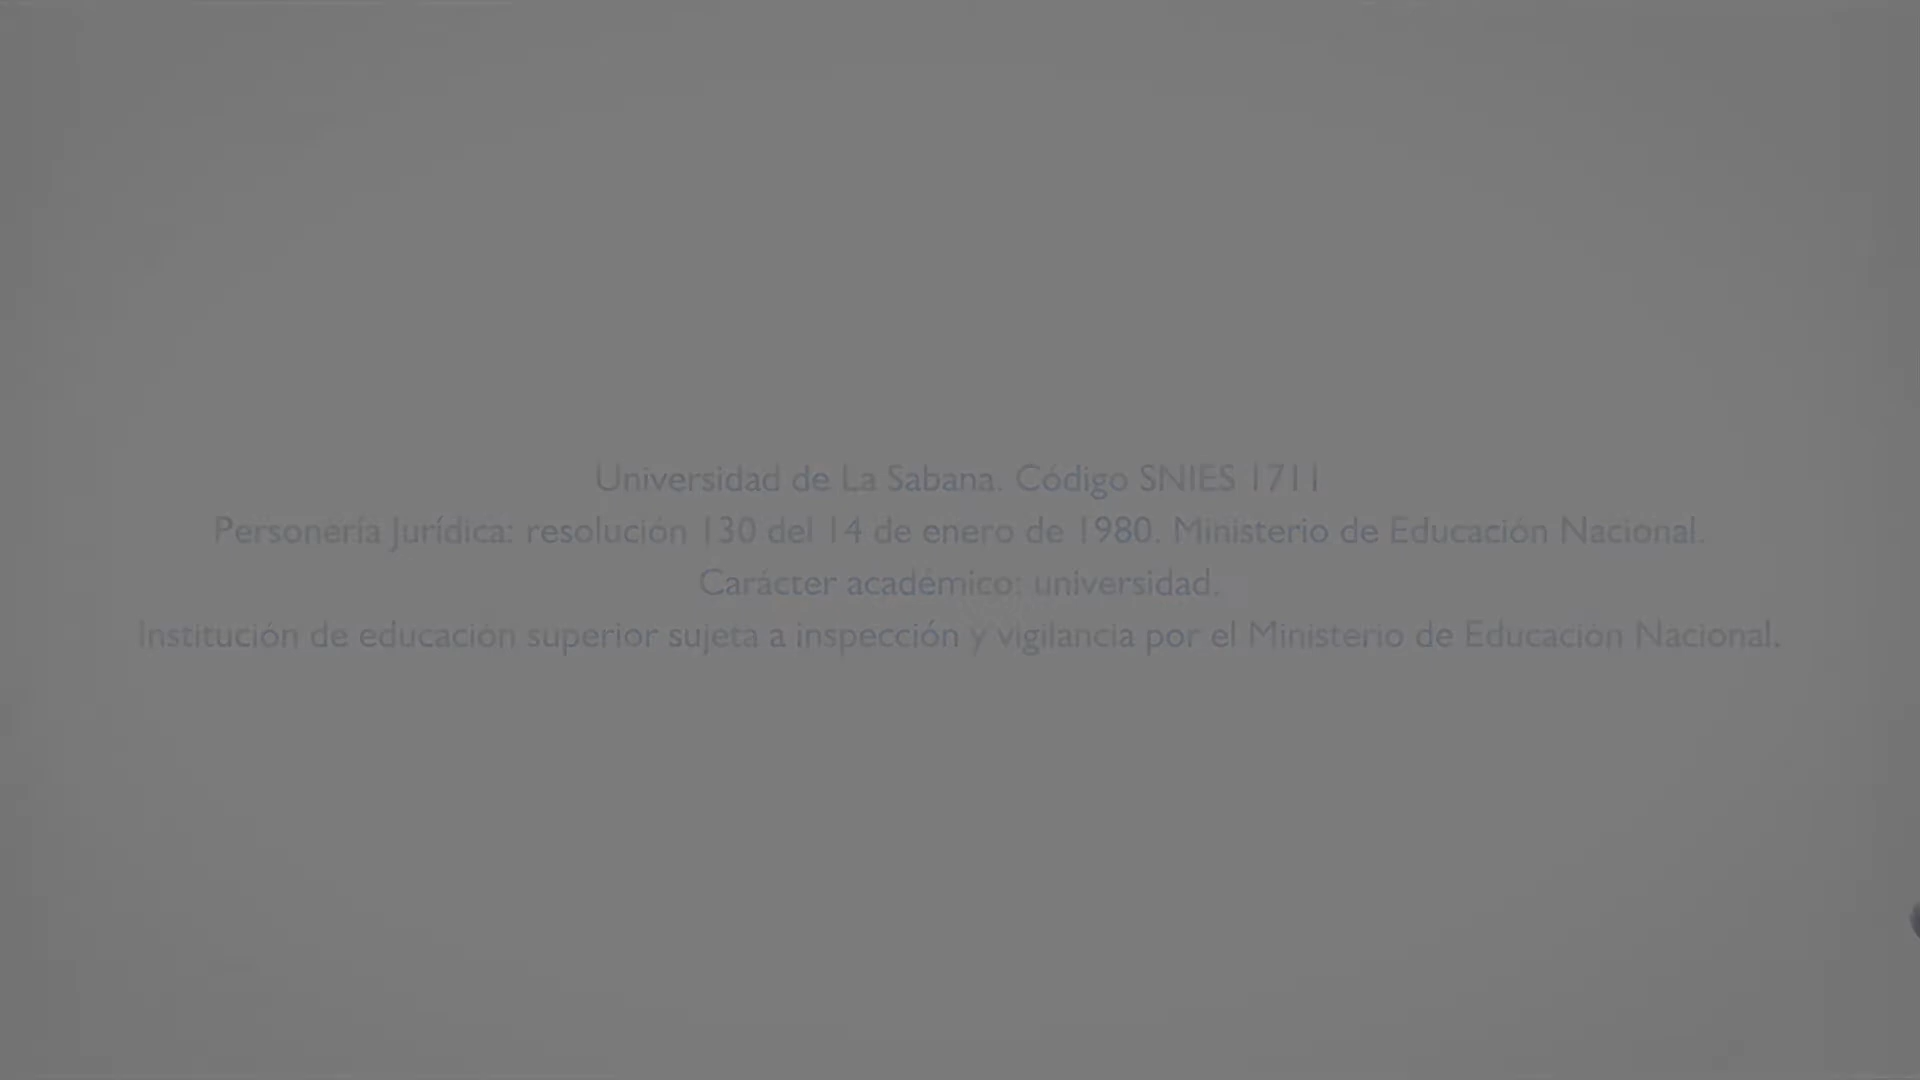 Universidad de La Sabana. Código SNIES 1711
Personería Jurídica: resolución 130 del 14 de enero de 1980. Ministerio de Educación Nacional.
Carácter académico: universidad.
Institución de educación superior sujeta a inspección y vigilancia por el Ministerio de Educación Nacional.